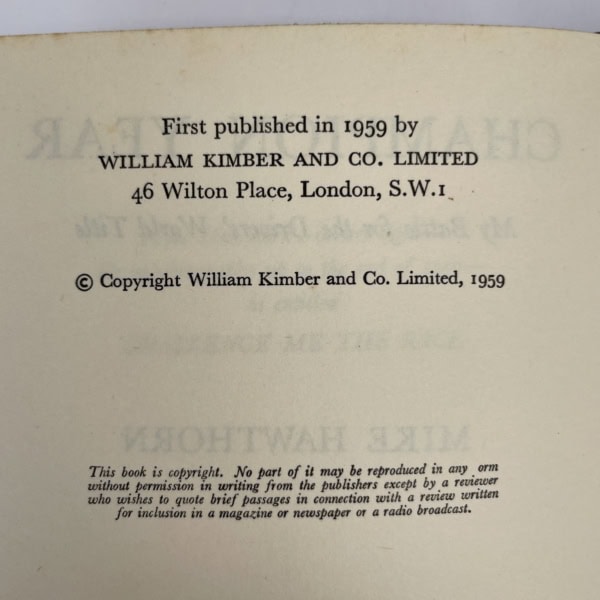 First published in 1959 by
WILLIAM KIMBER AND CO. LIMITED
46 Wilton Place, London, S.W.1.
© Copyright William Kimber and Co. Limited, 1959
This book is copyright. No part of it may be reproduced in any orm
without permission in writing from the publishers except by a reviewer
who wishes to quote brief passages in connection with a review written
for inclusion in a magazine or newspaper or a radio broadcast.